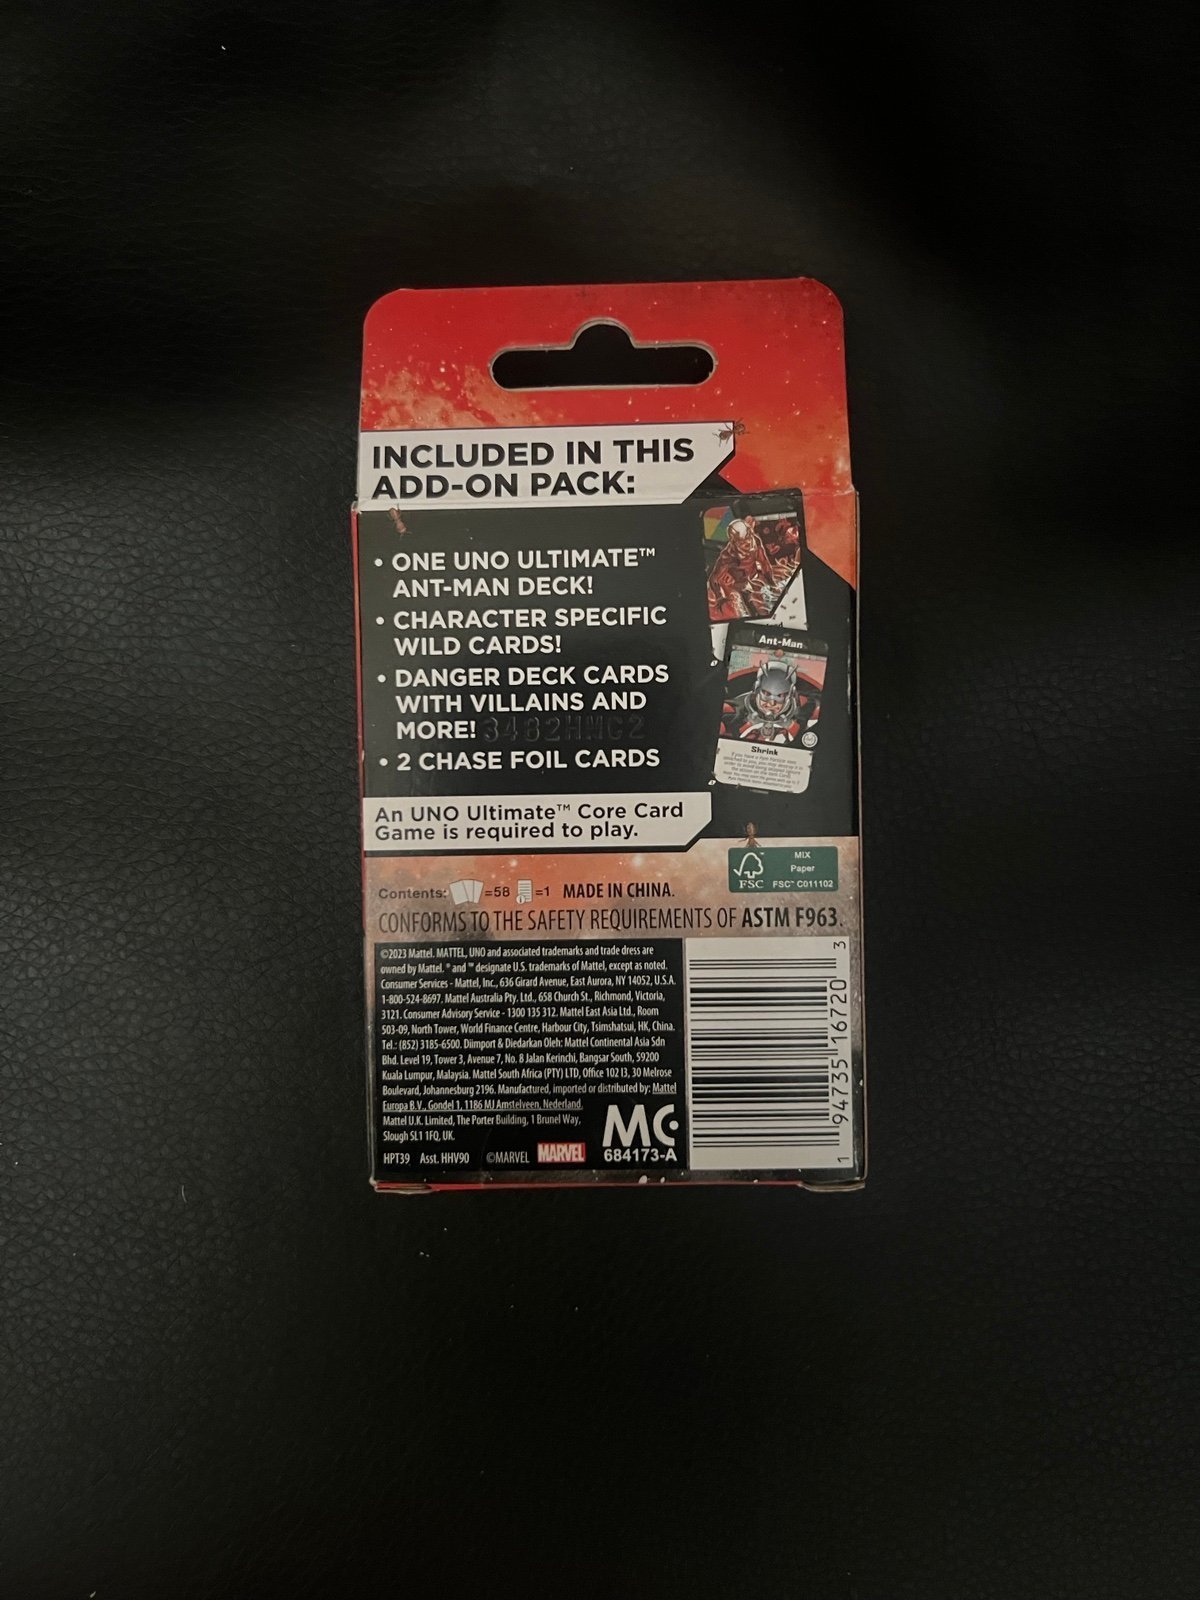 INCLUDED IN THIS
ADD-ON PACK:
• ONE UNO ULTIMATE™
ANT-MAN DECK!
• CHARACTER SPECIFIC
WILD CARDS!
• DANGER DECK CARDS
WITH VILLAINS AND
MORE! 3482HMC2
• 2 CHASE FOIL CARDS
Ant-Man
Shrink
An UNO Ultimate™ Core Card
Game is required to play.
FSC™
MIX
Paper
FSC™ C011102
Contents: =58 =1 MADE IN CHINA.
CONFORMS TO THE SAFETY REQUIREMENTS OF ASTM F963.
©2023 Mattel. MATTEL, UNO and associated trademarks and trade dress are
owned by Mattel. ® and ™ designate U.S. trademarks of Mattel, except as noted.
Consumer Services - Mattel, Inc., 636 Girard Avenue, East Aurora, NY 14052, U.S.A.
1-800-524-8697. Mattel Australia Pty. Ltd., 658 Church St., Richmond, Victoria,
3121. Consumer Advisory Service - 1300 135 312. Mattel East Asia Ltd., Room
503-09, North Tower, World Finance Centre, Harbour City, Tsimshatsui, HK, China.
Tel.: (852) 3185-6500. Diimport & Diedarkan Oleh: Mattel Continental Asia Sdn
Bhd. Level 19, Tower 3, Avenue 7, No. 8 Jalan Kerinchi, Bangsar South, 59200
Kuala Lumpur, Malaysia. Mattel South Africa (PTY) LTD, Office 102 I3, 30 Melrose
Boulevard, Johannesburg 2196. Manufactured, imported or distributed by: Mattel
Europa B.V., Gondel 1, 1186 MJ Amstelveen, Nederland.
Mattel U.K. Limited, The Porter Building, 1 Brunel Way,
Slough SL1 1FQ, UK.
HPT39 Asst. HHV90 ©MARVEL MARVEL
MC
684173-A
1 94735 16720 3